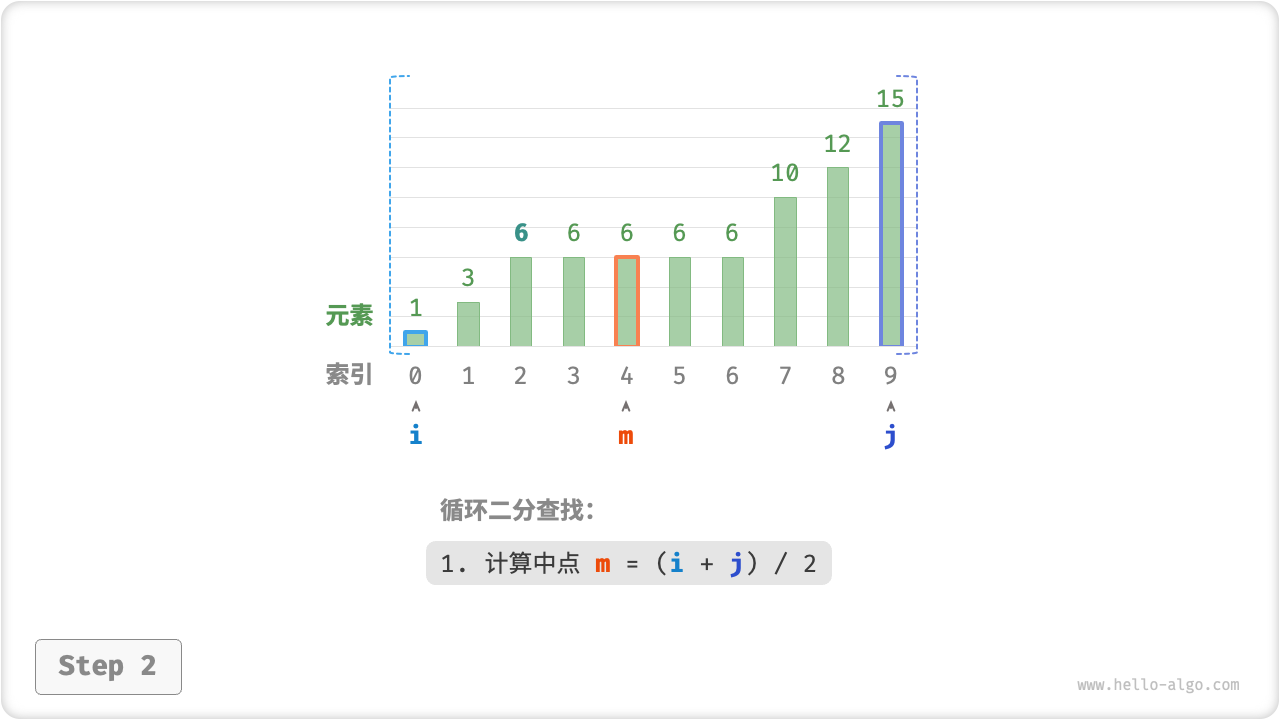 15
12
10
6 6 6 6 6
3
元素 1
索引 0 1 2 3 4 5 6 7 8 9
i m j
循环二分查找：
1. 计算中点 m = (i + j) / 2
Step 2
www.hello-algo.com